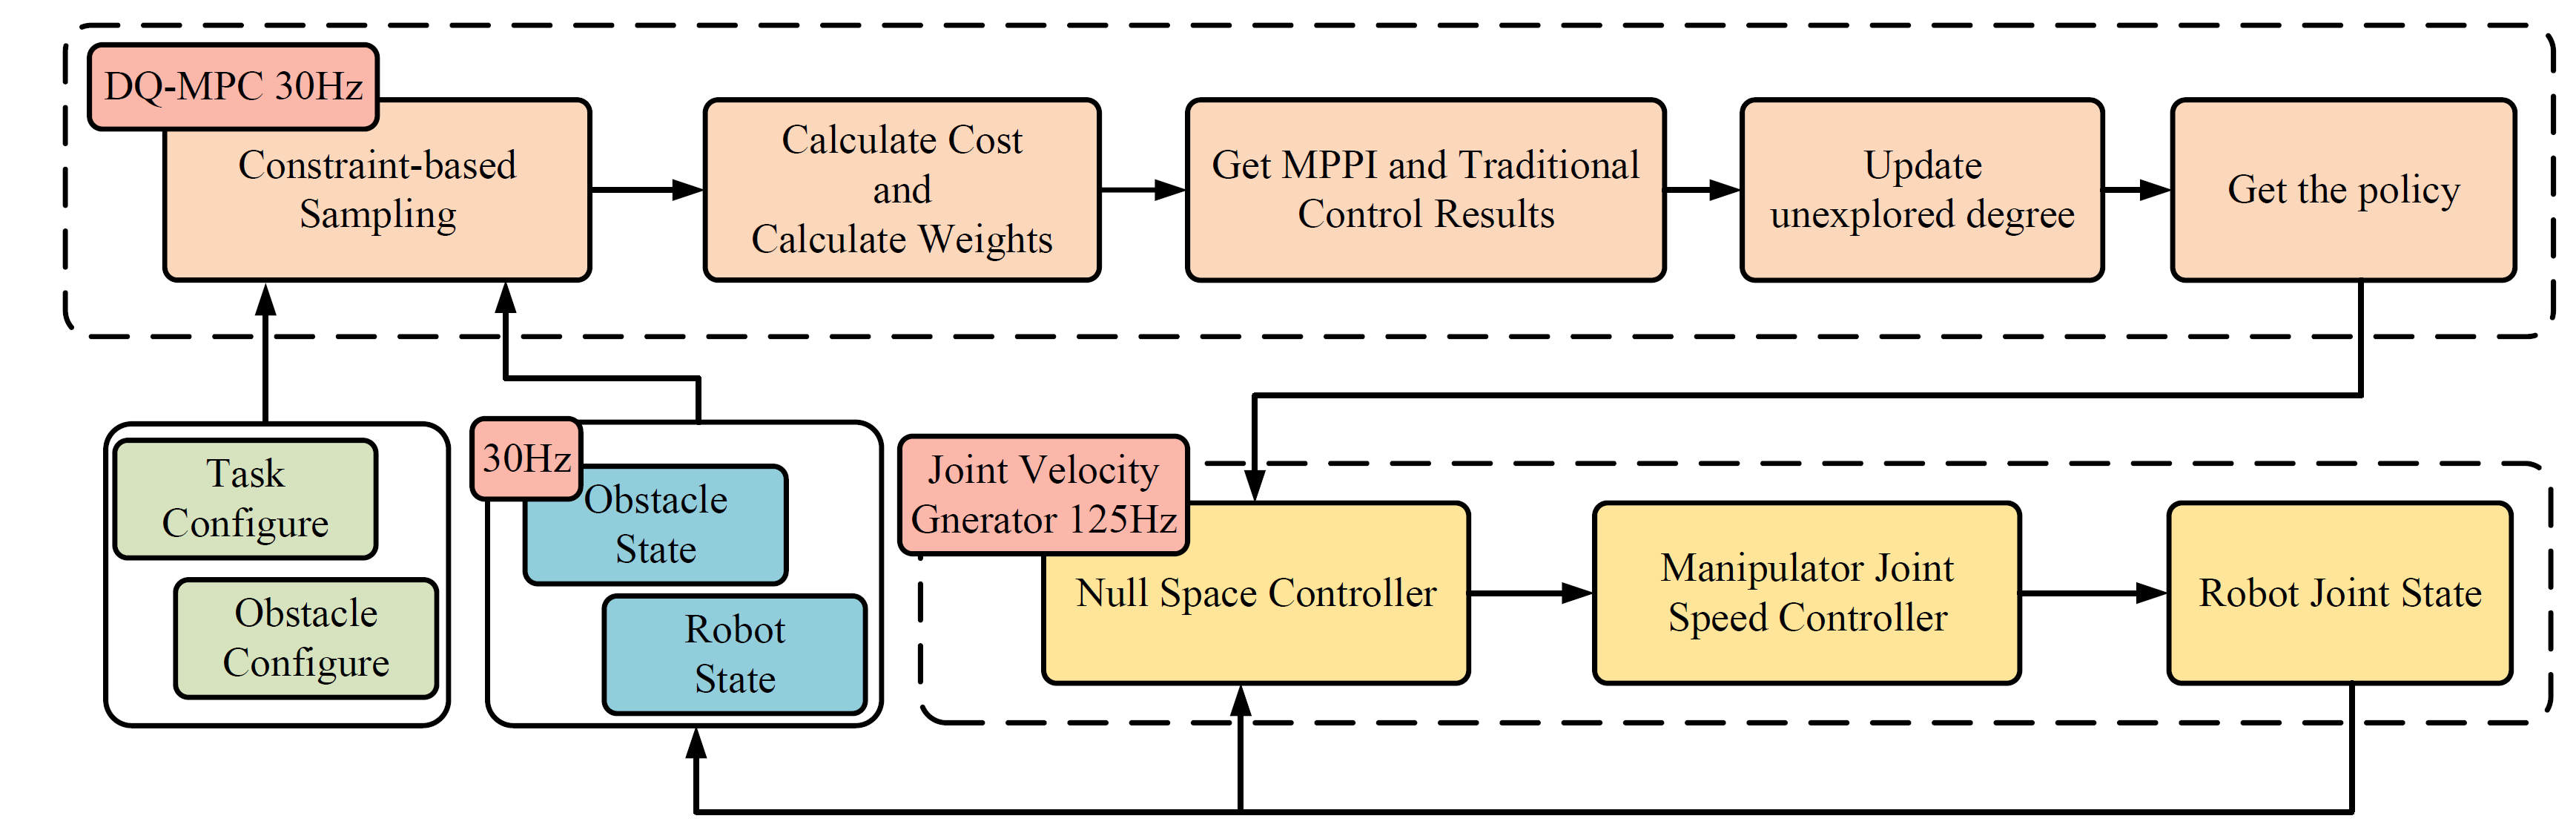 DQ-MPC 30Hz
Constraint-based
Sampling
Calculate Cost
and
Calculate Weights
Get MPPI and Traditional
Control Results
Update
unexplored degree
Get the policy
Task
Configure
Obstacle
Configure
30Hz
Obstacle
State
Robot
State
Joint Velocity
Gnerator 125Hz
Null Space Controller
Manipulator Joint
Speed Controller
Robot Joint State